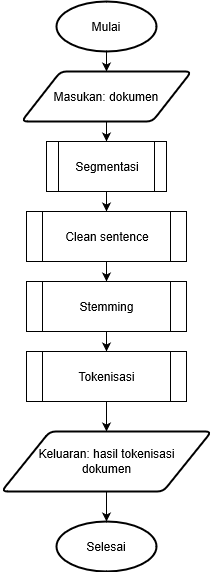 Mulai
Masukan: dokumen
Segmentasi
Clean sentence
Stemming
Tokenisasi
Keluaran: hasil tokenisasi
dokumen
Selesai